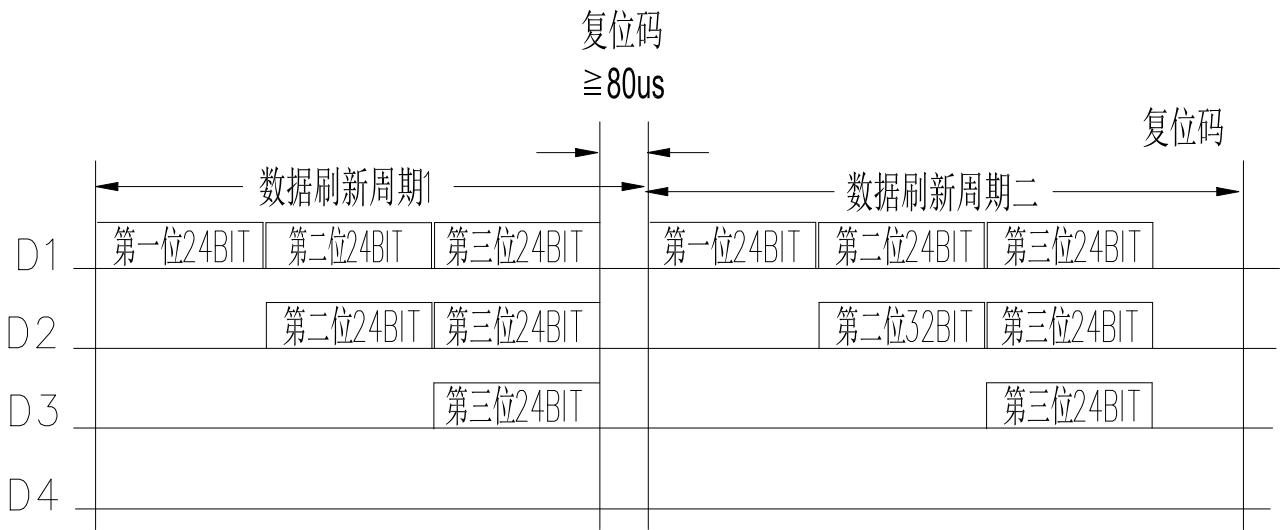 复位码
≧80us
复位码
数据刷新周期1
数据刷新周期二
D1 第一位24BIT 第二位24BIT 第三位24BIT 第一位24BIT 第二位24BIT 第三位24BIT
D2 第二位24BIT 第三位24BIT 第二位32BIT 第三位24BIT
D3 第三位24BIT 第三位24BIT
D4